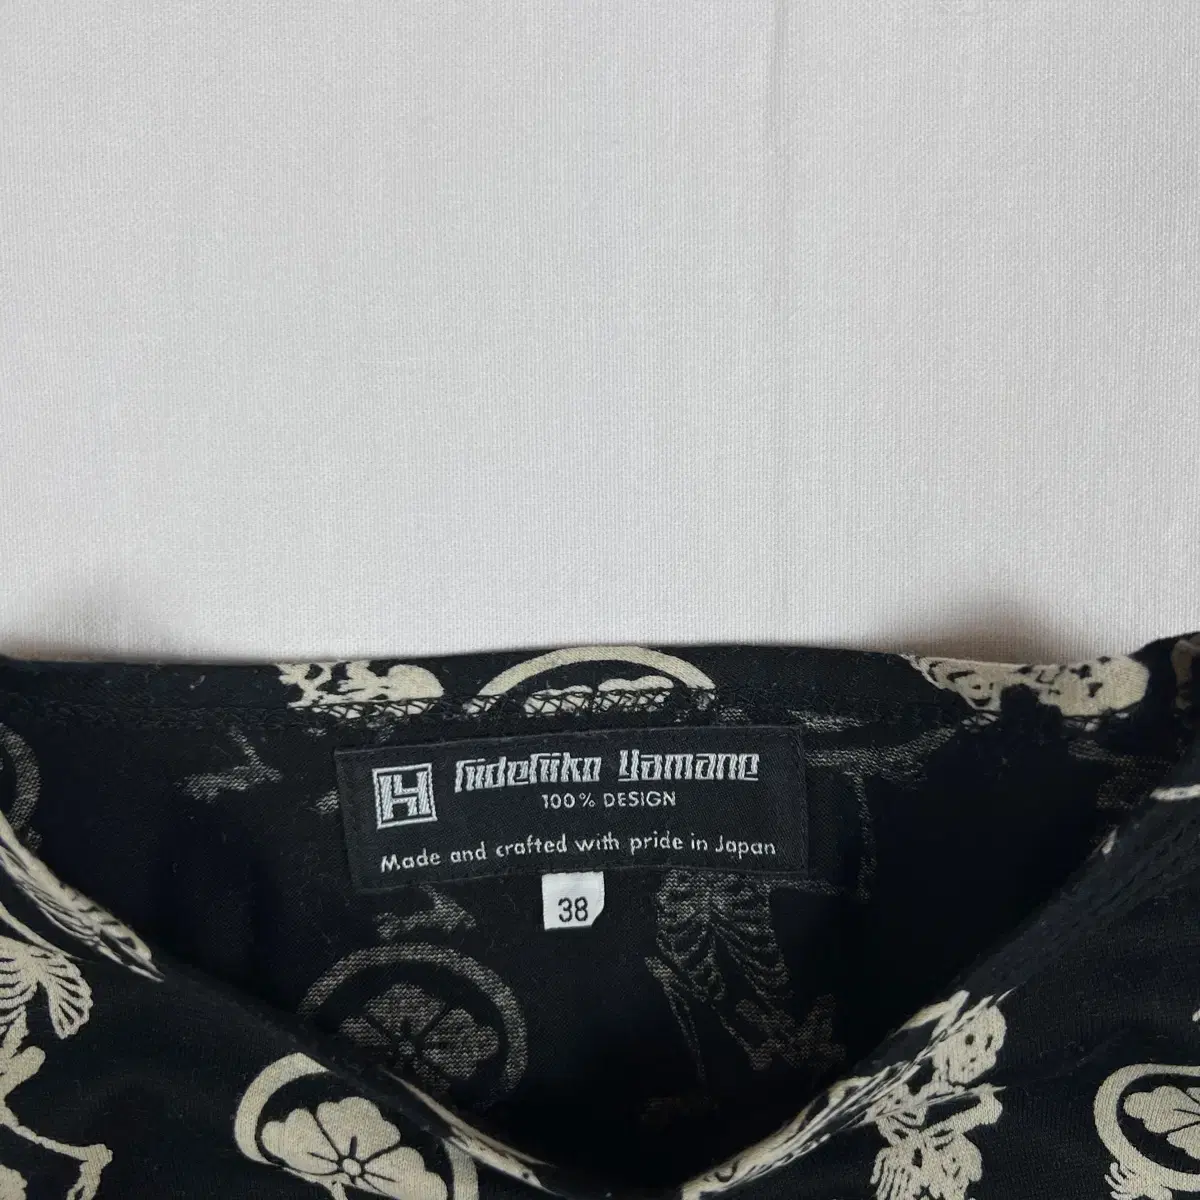 Hidehiko Yamane
100% DESIGN
Made and crafted with pride in Japan
38